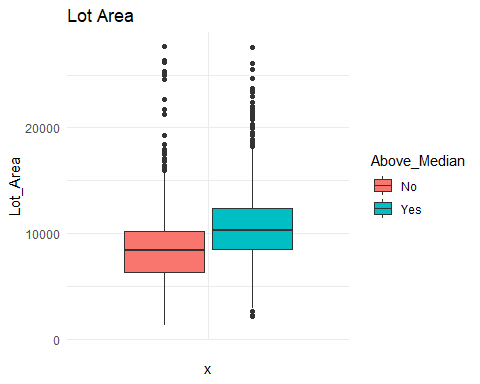 Lot Area
20000
10000
0
Lot_Area
x
Above_Median
No
Yes